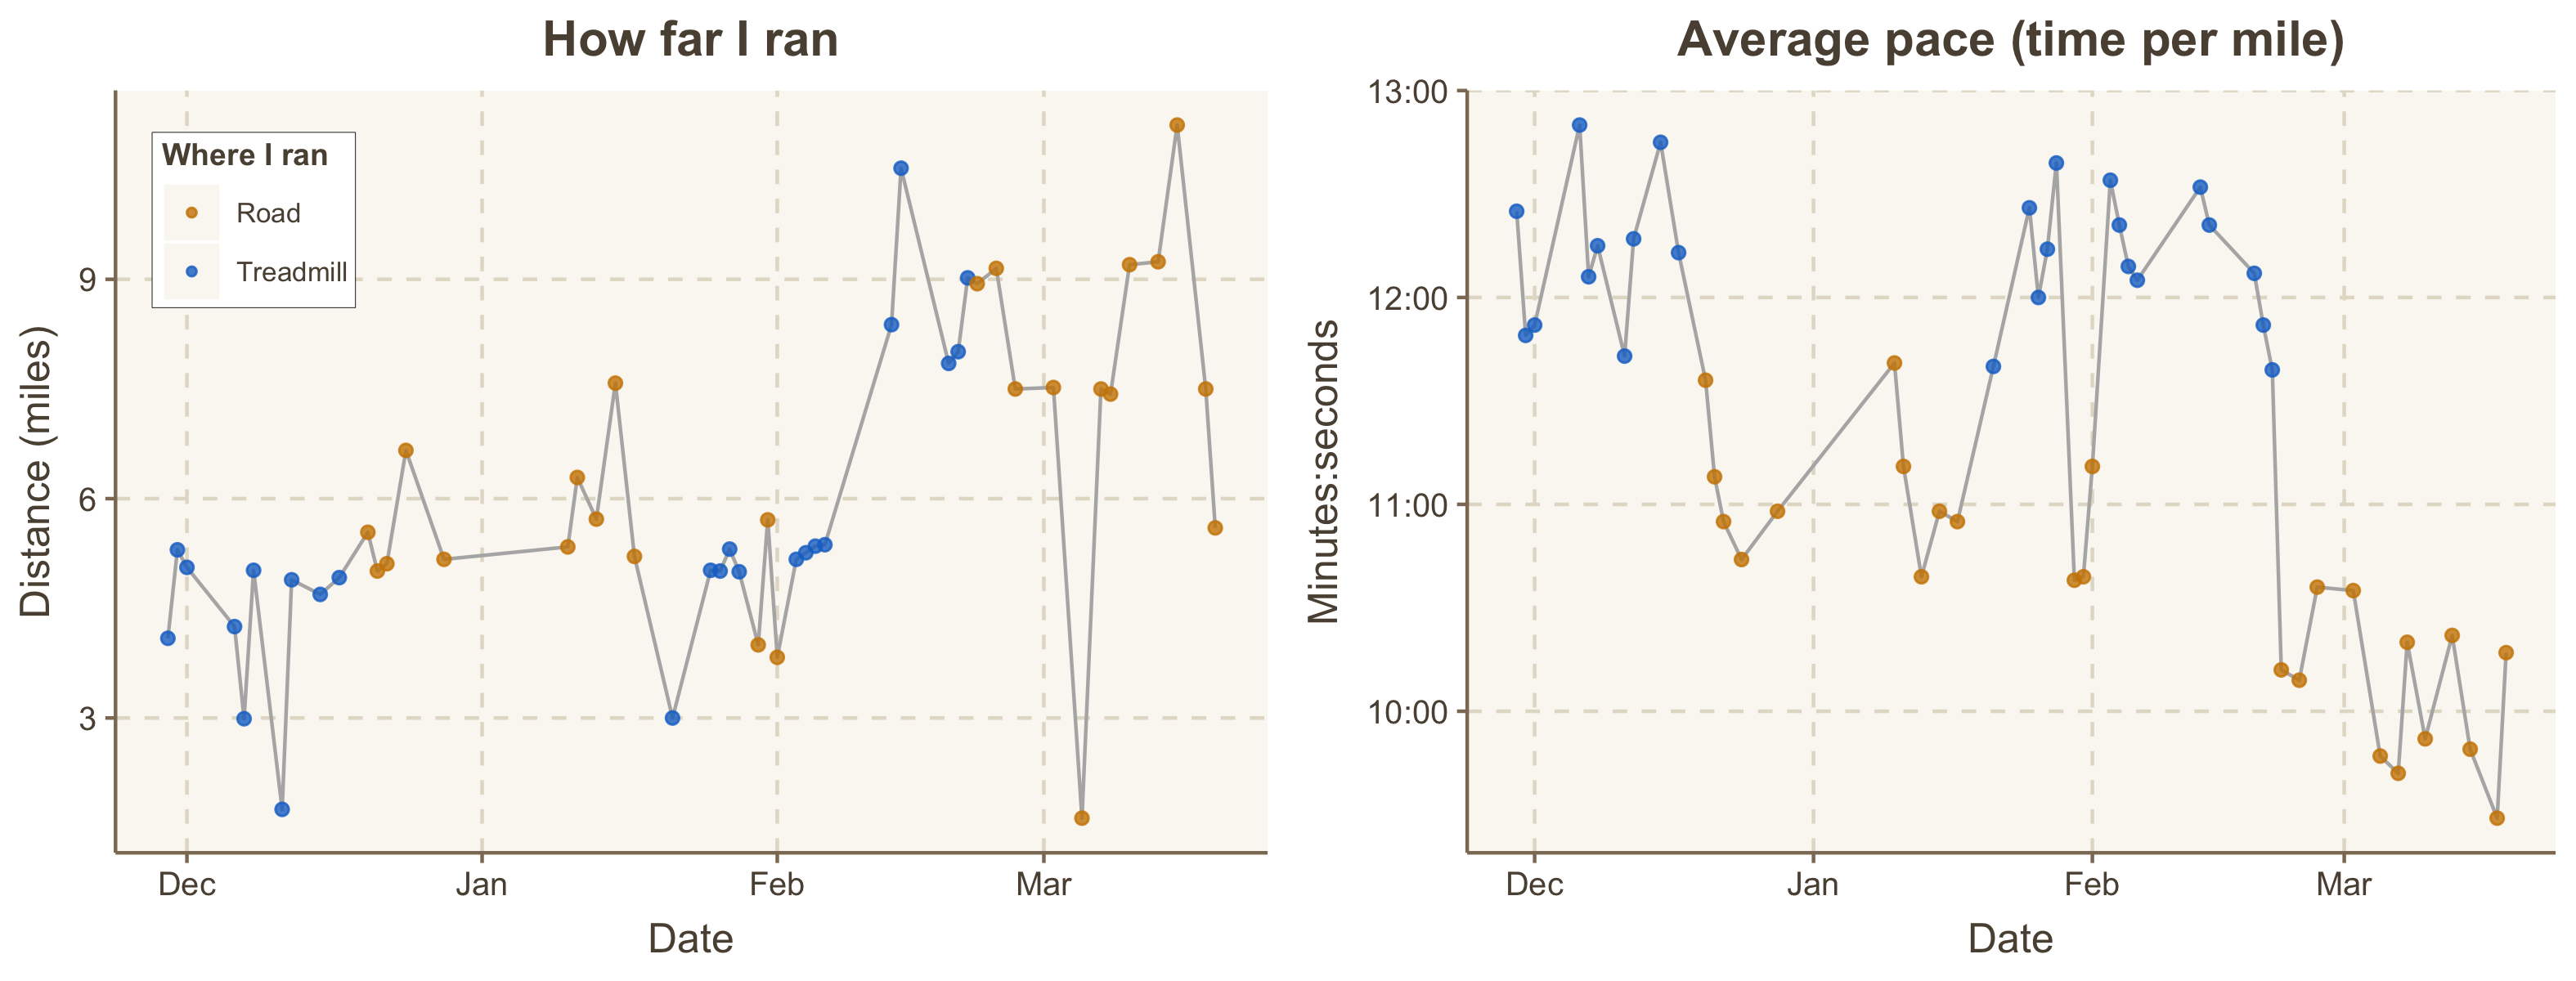 How far I ran
Where I ran
Road
Treadmill
9
6
3
Distance (miles)
Dec Jan Feb Mar
Date
Average pace (time per mile)
13:00
12:00
11:00
10:00
Minutes:seconds
Dec Jan Feb Mar
Date